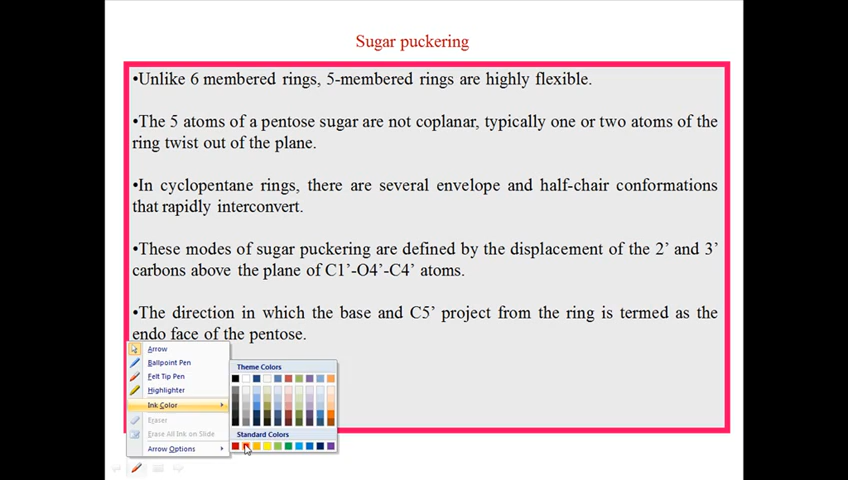 Sugar puckering
•Unlike 6 membered rings, 5-membered rings are highly flexible.
•The 5 atoms of a pentose sugar are not coplanar, typically one or two atoms of the
ring twist out of the plane.
•In cyclopentane rings, there are several envelope and half-chair conformations
that rapidly interconvert.
•These modes of sugar puckering are defined by the displacement of the 2’ and 3’
carbons above the plane of C1’-O4’-C4’ atoms.
•The direction in which the base and C5’ project from the ring is termed as the
endo face of the pentose.
Arrow
Ballpoint Pen
Felt Tip Pen
Highlighter
Ink Color
Eraser
Erase All Ink on Slide
Arrow Options
Theme Colors
Standard Colors